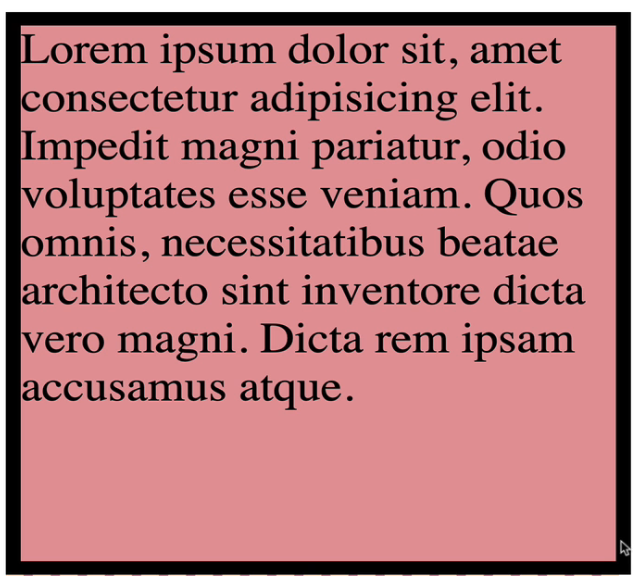 Lorem ipsum dolor sit, amet
consectetur adipisicing elit.
Impedit magni pariatur, odio
voluptates esse veniam. Quos
omnis, necessitatibus beatae
architecto sint inventore dicta
vero magni. Dicta rem ipsam
accusamus atque.